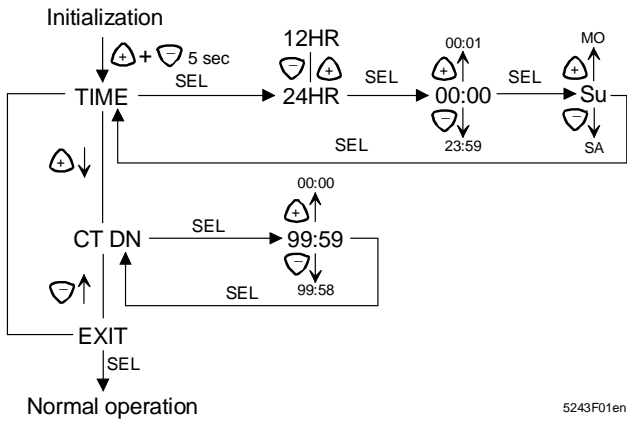 Initialization
+ + − 5 sec
12HR
− +
TIME SEL 24HR SEL 00:00 SEL Su
00:01
+
−
23:59
MO
+
−
SA
SEL
+
CT DN SEL 99:59
00:00
+
−
99:58
SEL
−
EXIT
SEL
Normal operation
5243F01en